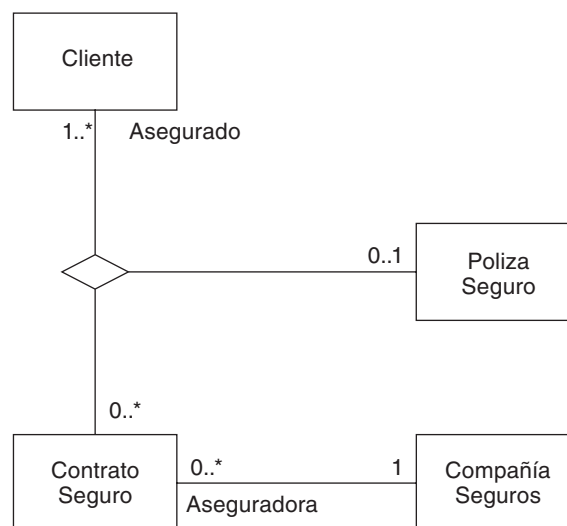 Cliente
1..*
Asegurado
0..1
Poliza
Seguro
0..*
Contrato
Seguro
0..*
1
Aseguradora
Compañía
Seguros